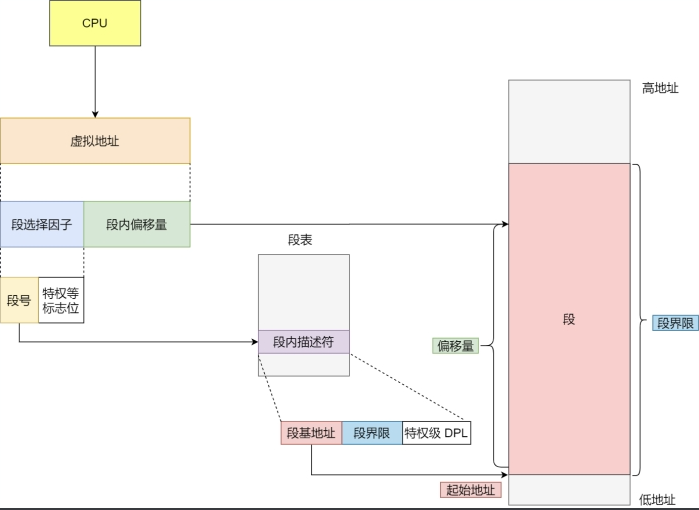 CPU
高地址
虚拟地址
段选择因子
段内偏移量
段表
段号
特权等
标志位
段内描述符
偏移量
段
段界限
段基地址
段界限
特权级 DPL
起始地址
低地址